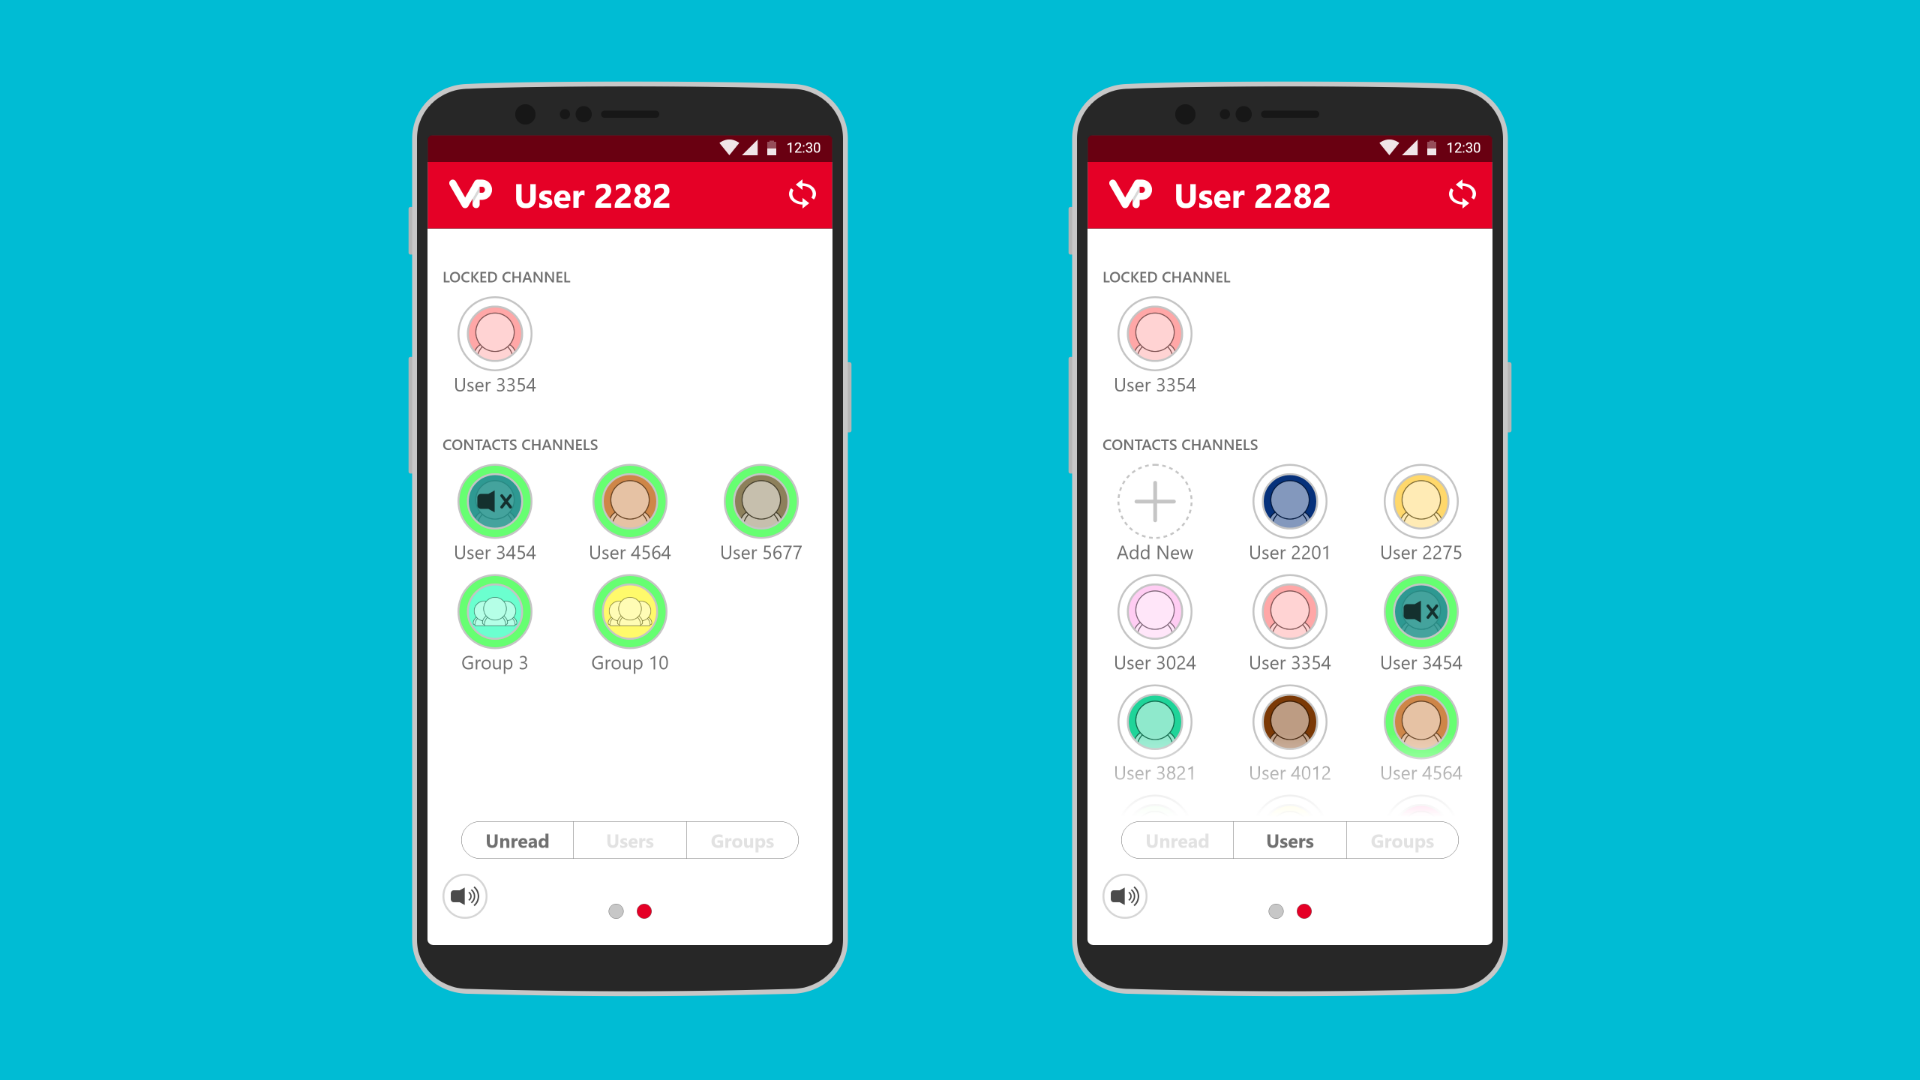 12:30
VP User 2282
LOCKED CHANNEL
User 3354
CONTACTS CHANNELS
User 3454 User 4564 User 5677
Group 3 Group 10
Unread Users Groups
12:30
VP User 2282
LOCKED CHANNEL
User 3354
CONTACTS CHANNELS
Add New User 2201 User 2275
User 3024 User 3354 User 3454
User 3821 User 4012 User 4564
Unread Users Groups